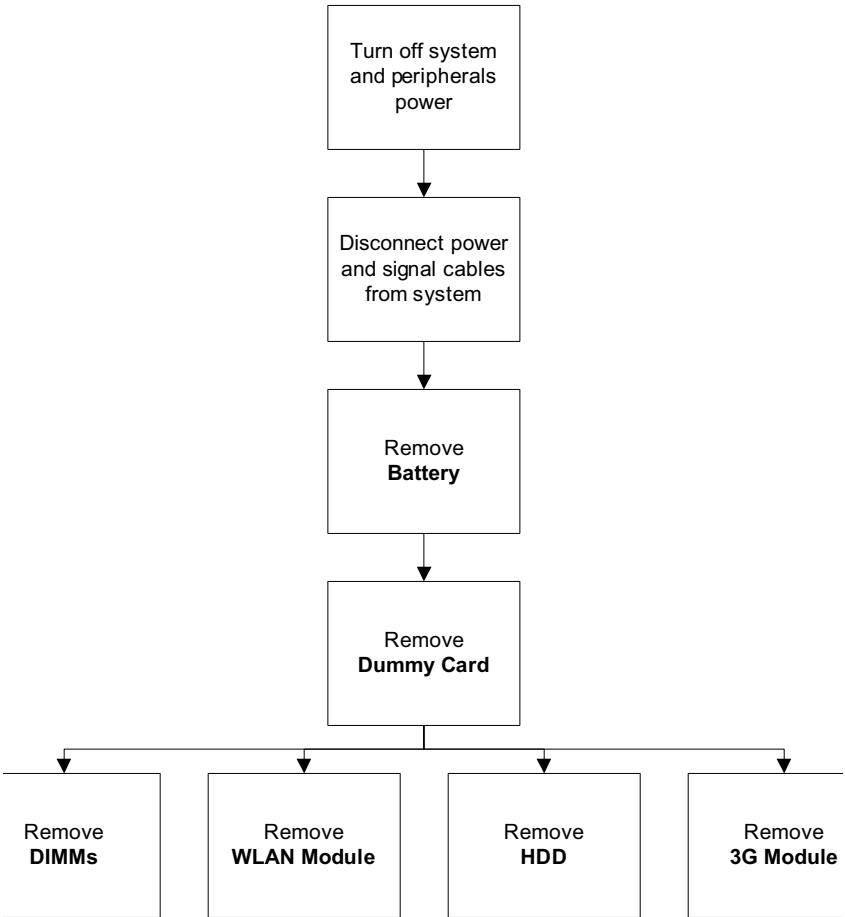 Turn off system
and peripherals
power
Disconnect power
and signal cables
from system
Remove
Battery
Remove
Dummy Card
Remove
DIMMs
Remove
WLAN Module
Remove
HDD
Remove
3G Module